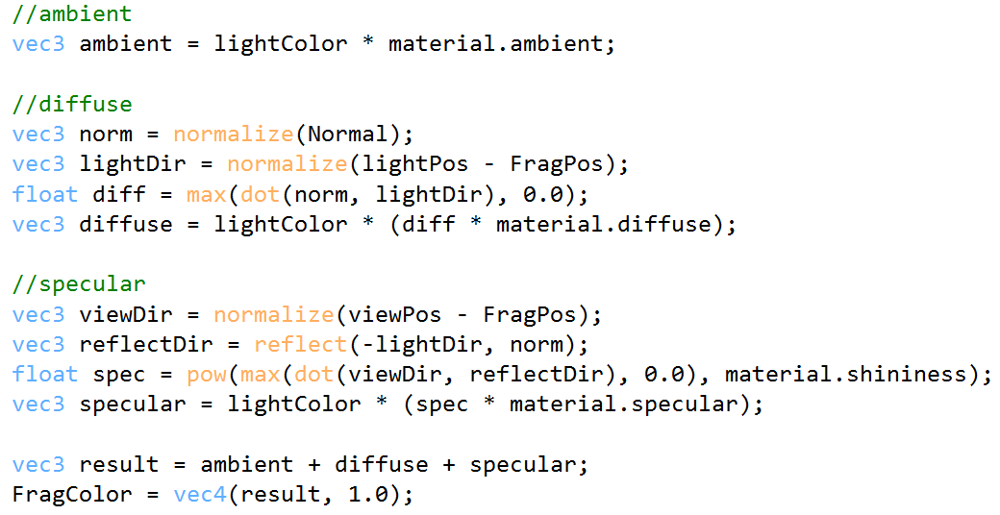 //ambient
vec3 ambient = lightColor * material.ambient;
//diffuse
vec3 norm = normalize(Normal);
vec3 lightDir = normalize(lightPos - FragPos);
float diff = max(dot(norm, lightDir), 0.0);
vec3 diffuse = lightColor * (diff * material.diffuse);
//specular
vec3 viewDir = normalize(viewPos - FragPos);
vec3 reflectDir = reflect(-lightDir, norm);
float spec = pow(max(dot(viewDir, reflectDir), 0.0), material.shininess);
vec3 specular = lightColor * (spec * material.specular);
vec3 result = ambient + diffuse + specular;
FragColor = vec4(result, 1.0);